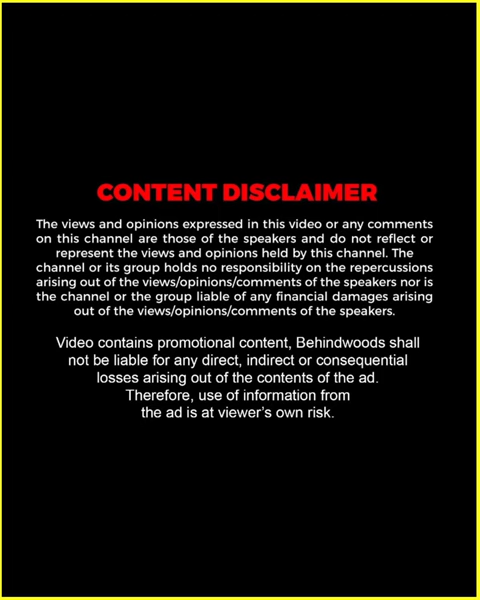 CONTENT DISCLAIMER
The views and opinions expressed in this video or any comments
on this channel are those of the speakers and do not reflect or
represent the views and opinions held by this channel. The
channel or its group holds no responsibility on the repercussions
arising out of the views/opinions/comments of the speakers nor is
the channel or the group liable of any financial damages arising
out of the views/opinions/comments of the speakers.
Video contains promotional content, Behindwoods shall
not be liable for any direct, indirect or consequential
losses arising out of the contents of the ad.
Therefore, use of information from
the ad is at viewer’s own risk.